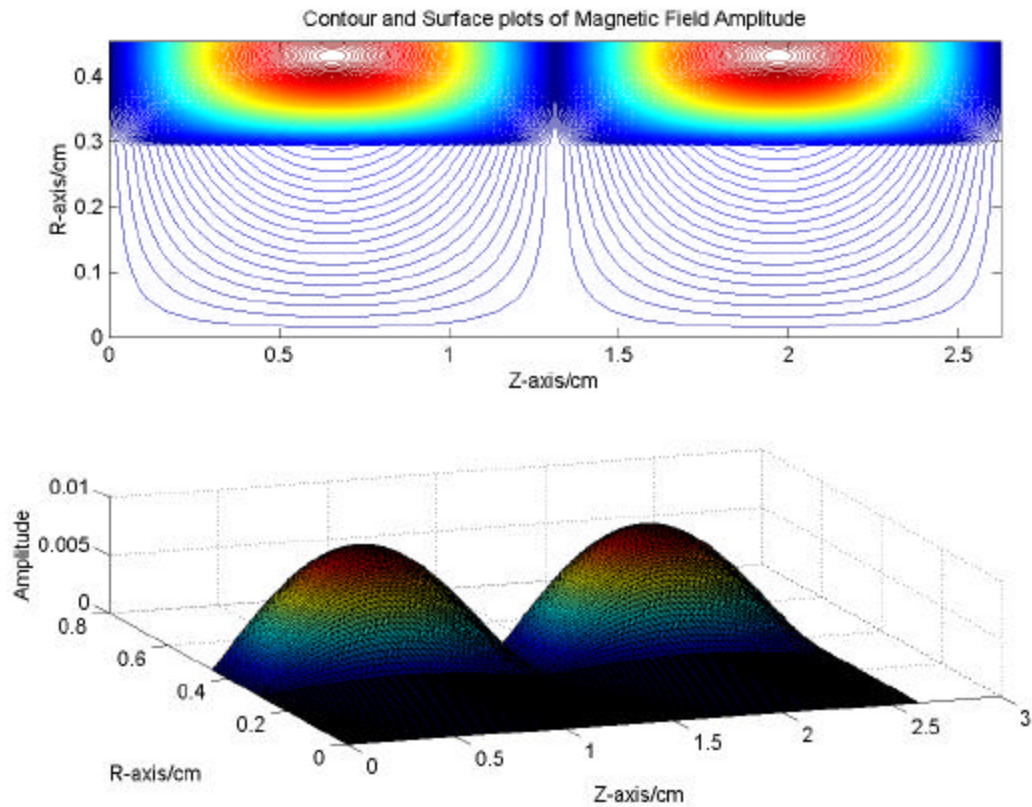 Contour and Surface plots of Magnetic Field Amplitude
0.4
0.3
0.2
0.1
0
R-axis/cm
0 0.5 1 1.5 2 2.5
Z-axis/cm
0.01
0.005
0
Amplitude
0.8
0.6
0.4
0.2
0
R-axis/cm
0 0.5 1 1.5 2 2.5 3
Z-axis/cm